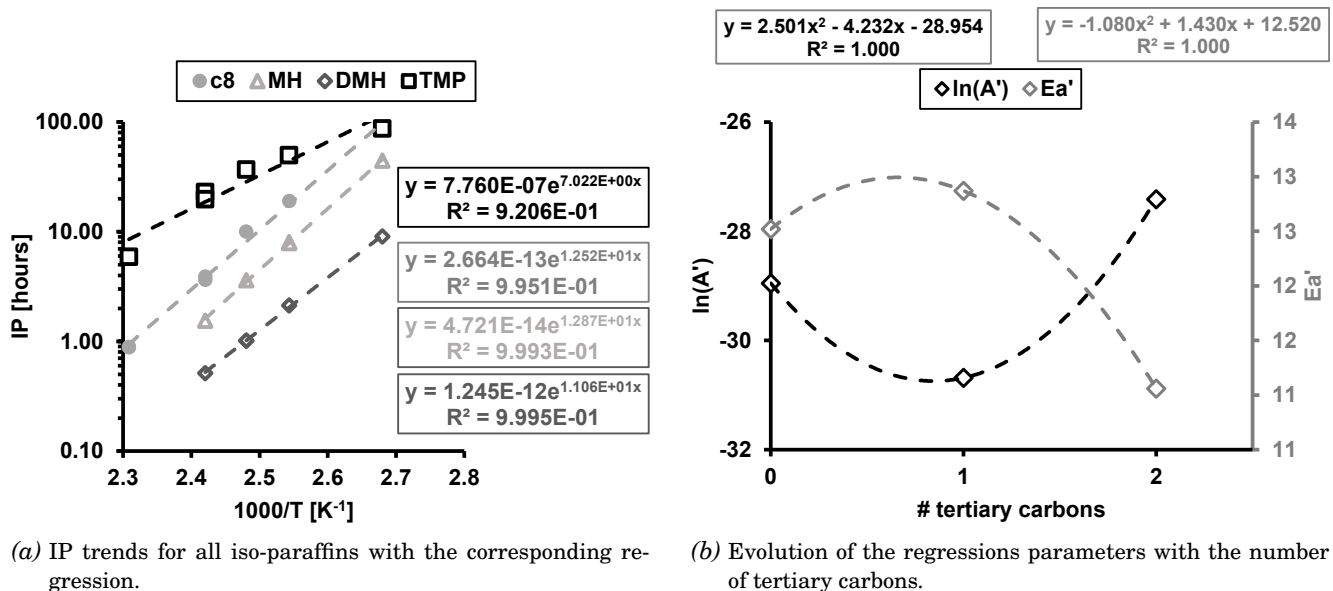 c8 MH DMH TMP
100.00
10.00
1.00
0.10
IP [hours]
y = 7.760E-07e^7.022E+00x
R² = 9.206E-01
y = 2.664E-13e^1.252E+01x
R² = 9.951E-01
y = 4.721E-14e^1.287E+01x
R² = 9.993E-01
y = 1.245E-12e^1.106E+01x
R² = 9.995E-01
2.3 2.4 2.5 2.6 2.7 2.8
1000/T [K⁻¹]
(a) IP trends for all iso-paraffins with the corresponding re-
gression.
y = 2.501x² - 4.232x - 28.954
R² = 1.000
y = -1.080x² + 1.430x + 12.520
R² = 1.000
ln(A') Ea'
-26
-28
-30
-32
ln(A')
14
13
13
12
12
11
11
Ea'
0 1 2
# tertiary carbons
(b) Evolution of the regressions parameters with the number
of tertiary carbons.